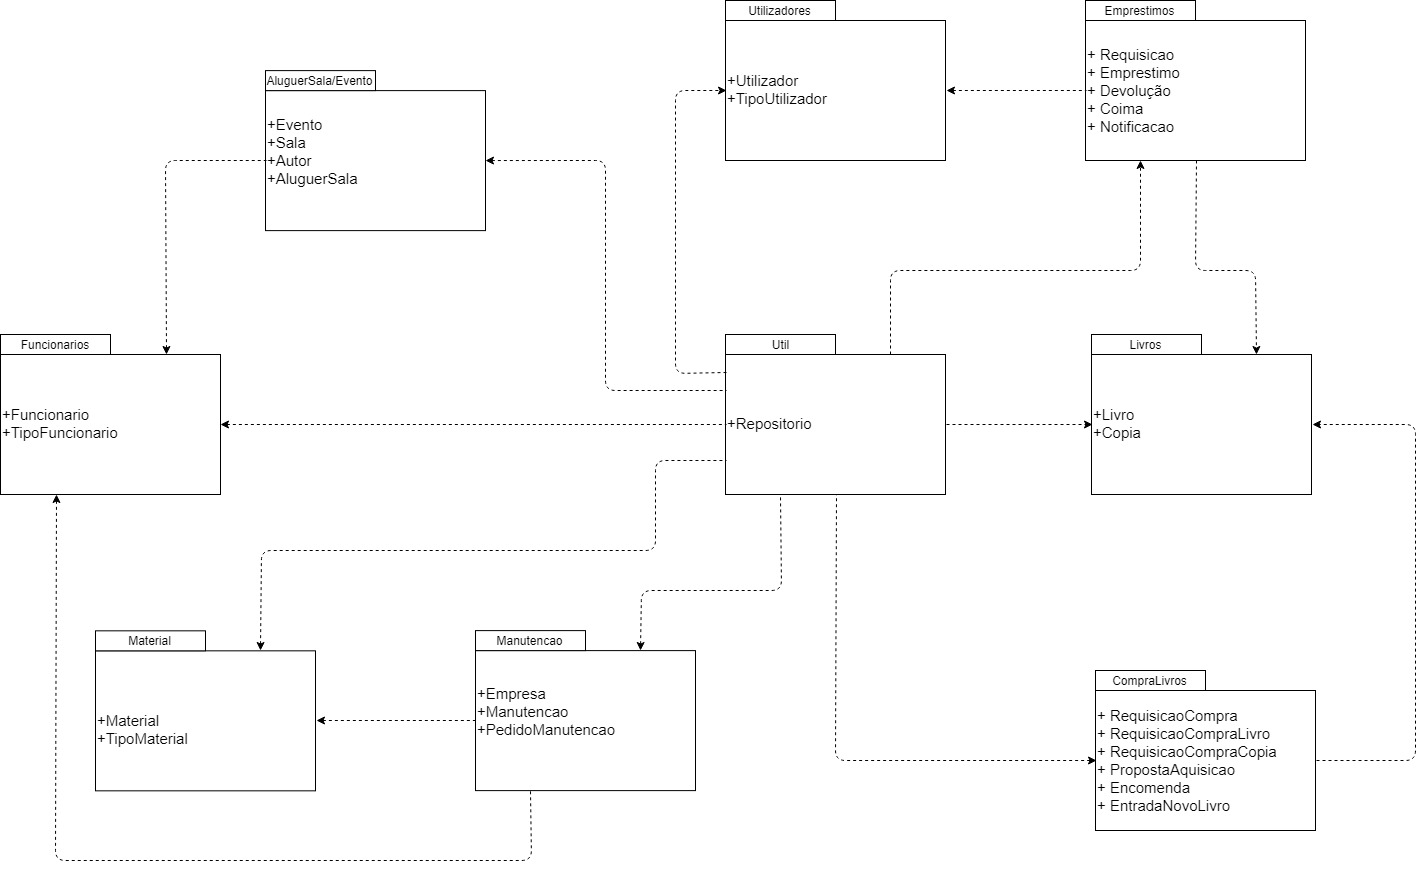 Utilizadores
+Utilizador
+TipoUtilizador
Emprestimos
+ Requisicao
+ Emprestimo
+ Devolução
+ Coima
+ Notificacao
AluguerSala/Evento
+Evento
+Sala
+Autor
+AluguerSala
Funcionarios
+Funcionario
+TipoFuncionario
Util
+Repositorio
Livros
+Livro
+Copia
Material
+Material
+TipoMaterial
Manutencao
+Empresa
+Manutencao
+PedidoManutencao
CompraLivros
+ RequisicaoCompra
+ RequisicaoCompraLivro
+ RequisicaoCompraCopia
+ PropostaAquisicao
+ Encomenda
+ EntradaNovoLivro